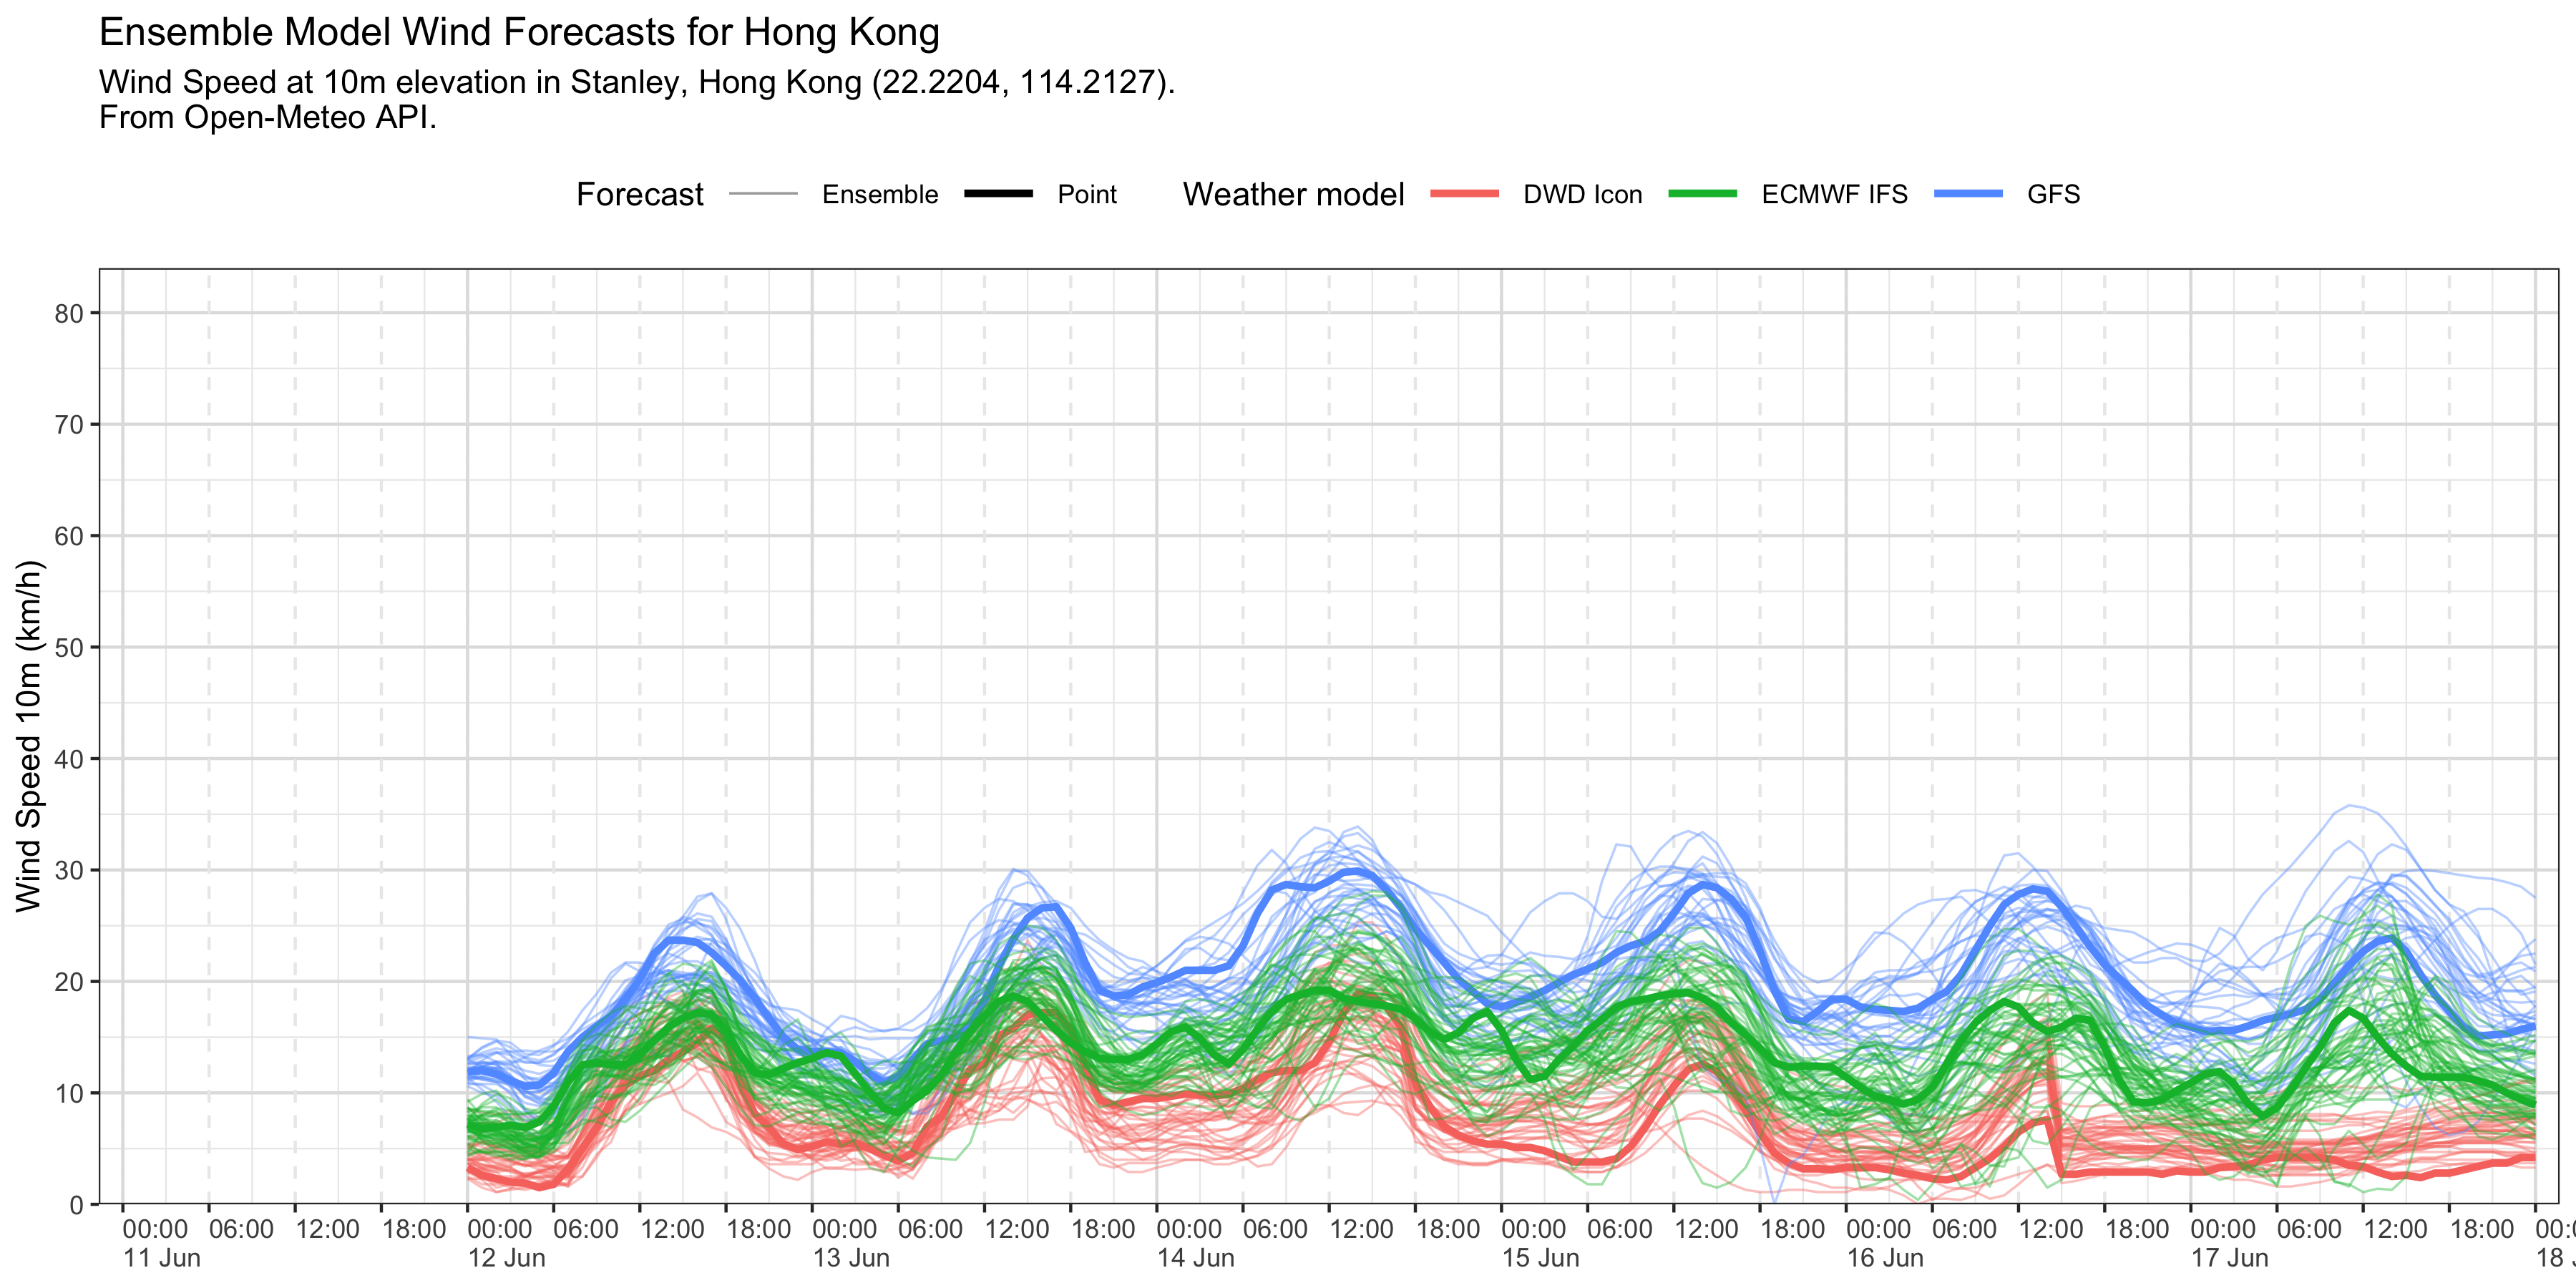 Ensemble Model Wind Forecasts for Hong Kong
Wind Speed at 10m elevation in Stanley, Hong Kong (22.2204, 114.2127).
From Open-Meteo API.
Forecast Ensemble Point Weather model DWD Icon ECMWF IFS GFS
Wind Speed 10m (km/h)
80
70
60
50
40
30
20
10
0
00:00 06:00 12:00 18:00 00:00 06:00 12:00 18:00 00:00 06:00 12:00 18:00 00:00 06:00 12:00 18:00 00:00 06:00 12:00 18:00 00:00 06:00 12:00 18:00 00:00 06:00 12:00 18:00
11 Jun 12 Jun 13 Jun 14 Jun 15 Jun 16 Jun 17 Jun 18